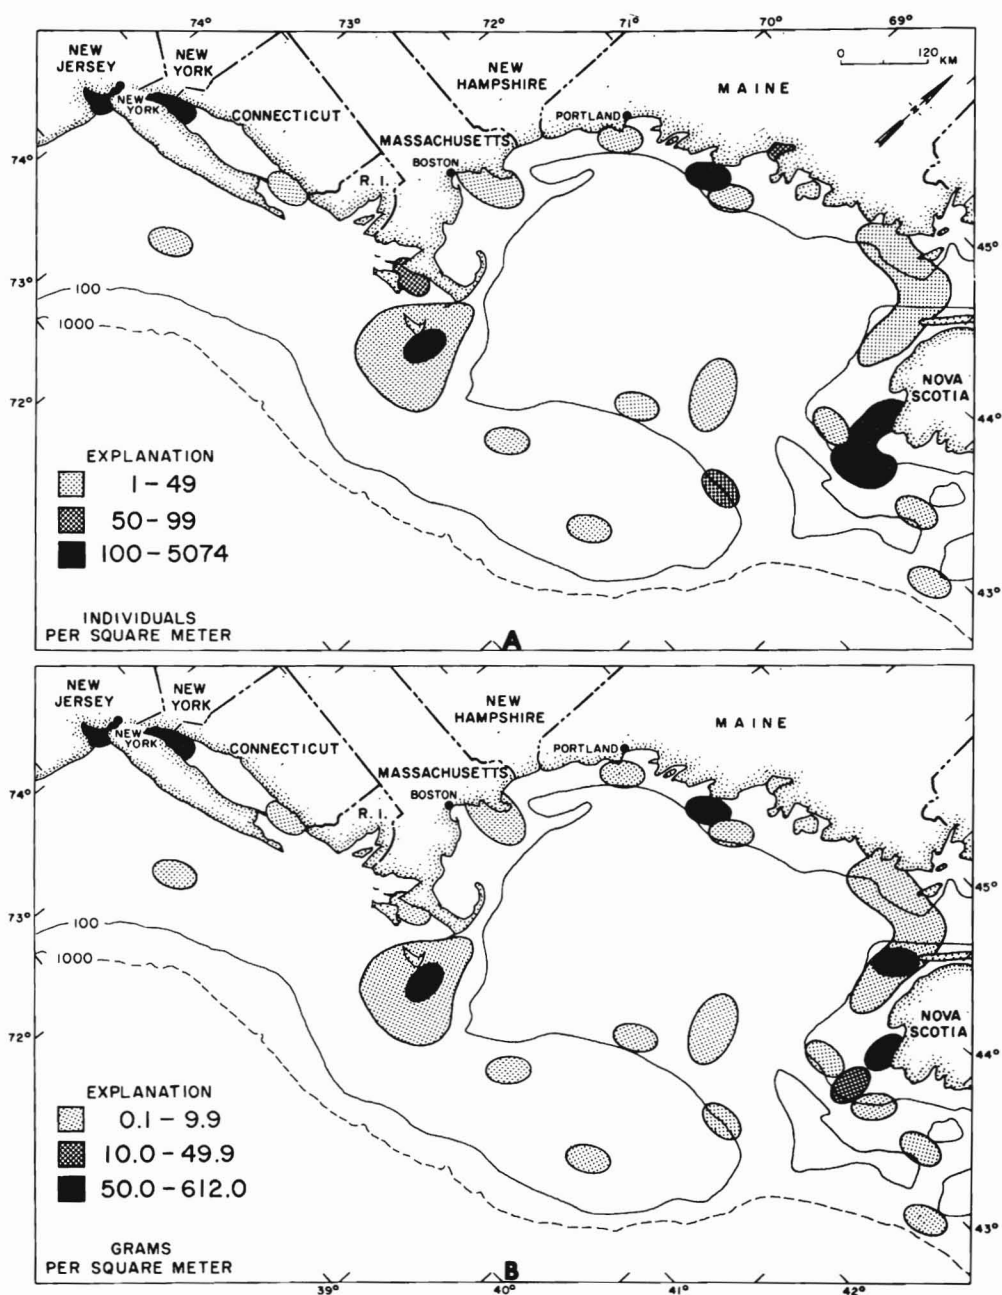 74°
73°
72°
71°
70°
69°
NEW
JERSEY
NEW
YORK
NEW
YORK
CONNECTICUT
NEW
HAMPSHIRE
MAINE
0 120 KM
PORTLAND
MASSACHUSETTS
BOSTON
R. I.
74°
45°
73°
100
1000
72°
NOVA
SCOTIA
44°
EXPLANATION
1 – 49
50 – 99
100 – 5074
43°
INDIVIDUALS
PER SQUARE METER
A
NEW
JERSEY
NEW
YORK
NEW
YORK
CONNECTICUT
NEW
HAMPSHIRE
MAINE
PORTLAND
MASSACHUSETTS
BOSTON
R. I.
74°
45°
73°
100
1000
72°
NOVA
SCOTIA
44°
EXPLANATION
0.1 – 9.9
10.0 – 49.9
50.0 – 612.0
43°
GRAMS
PER SQUARE METER
B
39°
40°
41°
42°